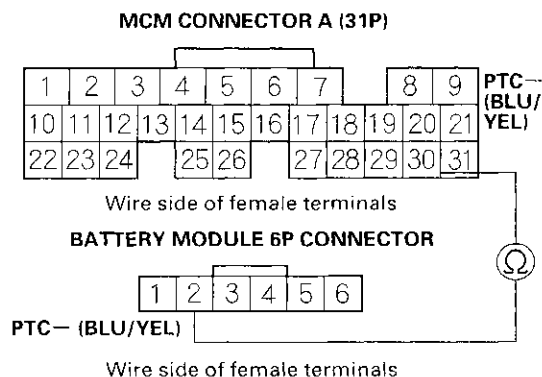 MCM CONNECTOR A (31P)
1 2 3 4 5 6 7 8 9
PTC—
(BLU/
YEL)
10 11 12 13 14 15 16 17 18 19 20 21
22 23 24 25 26 27 28 29 30 31
Wire side of female terminals
BATTERY MODULE 6P CONNECTOR
Ω
1 2 3 4 5 6
PTC— (BLU/YEL)
Wire side of female terminals